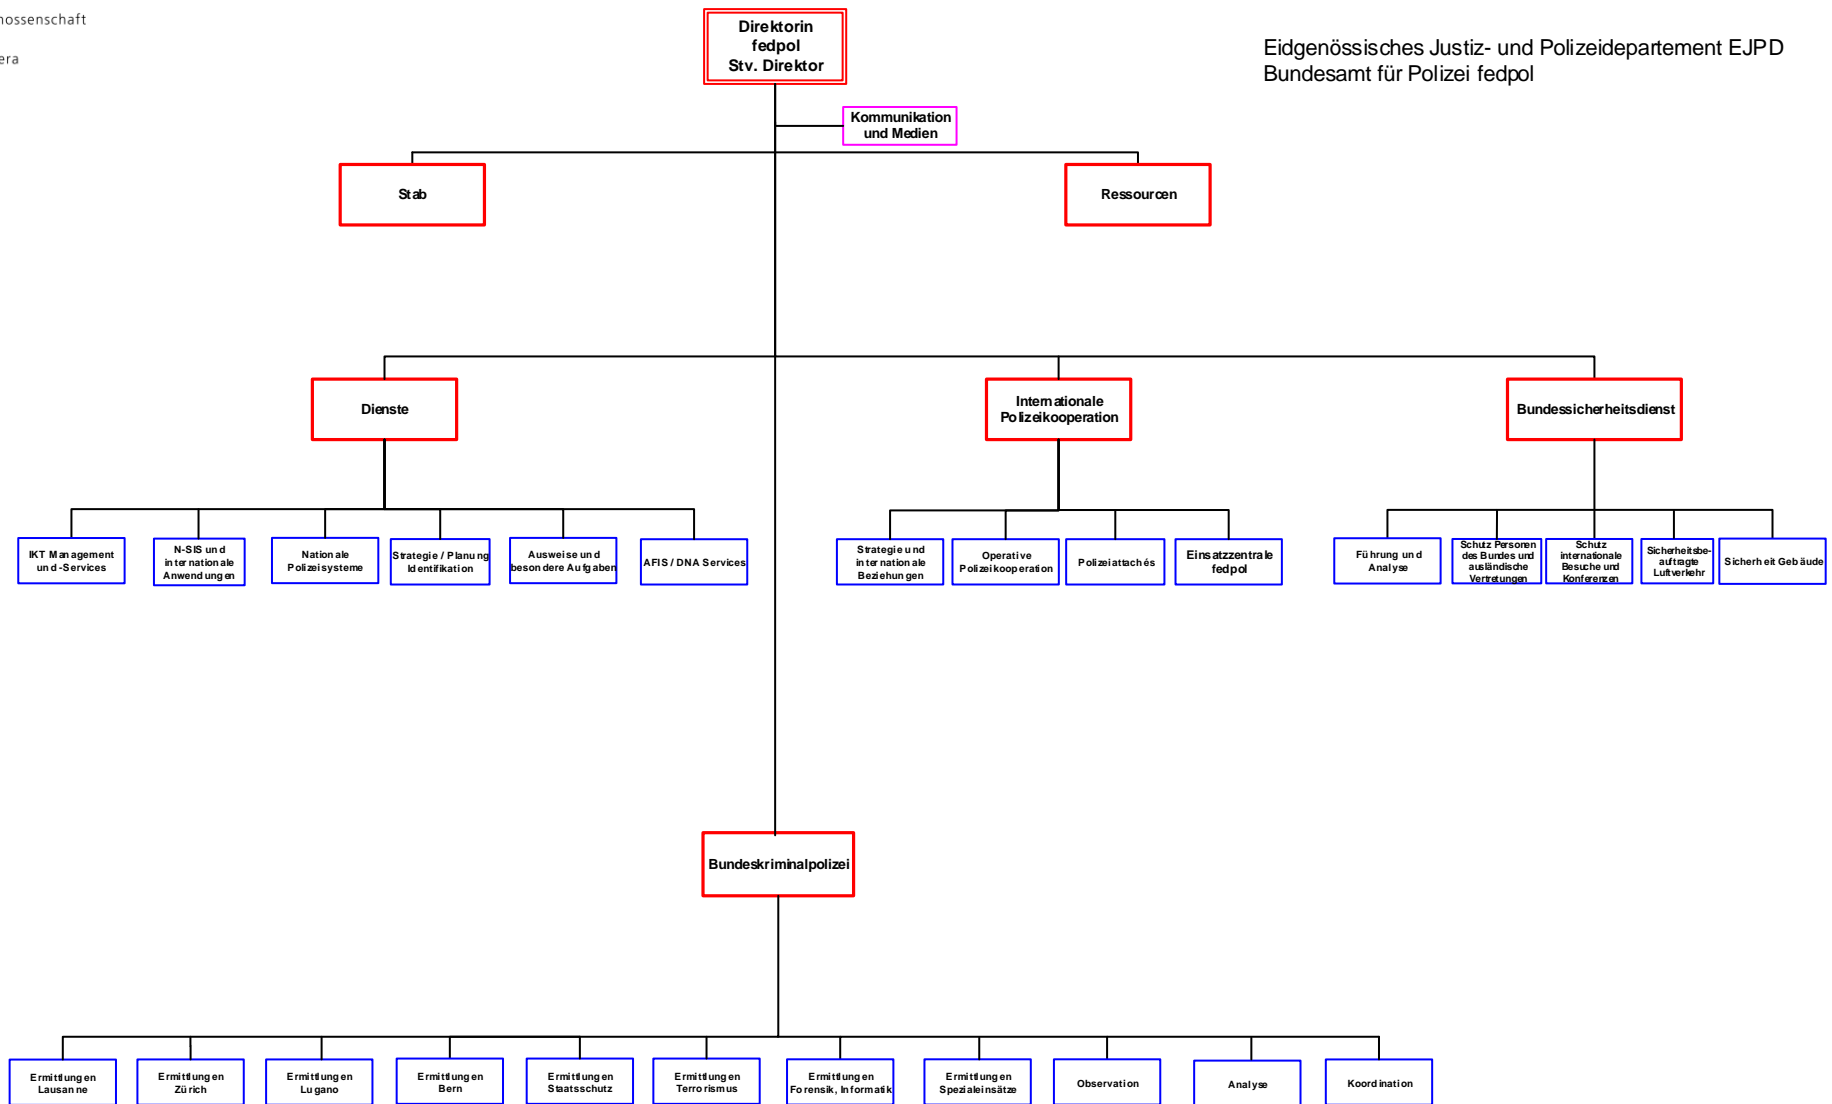 nossenschaft
era
Direktorin
fedpol
Stv. Direktor
Eidgenössisches Justiz- und Polizeidepartement EJPD
Bundesamt für Polizei fedpol
Kommunikation
und Medien
Stab
Ressourcen
Dienste
Internationale
Polizeikooperation
Bundessicherheitsdienst
IKT Management
und -Services
N-SIS und
internationale
Anwendungen
Nationale
Polizeisysteme
Strategie / Planung
Identifikation
Ausweise und
besondere Aufgaben
AFIS / DNA Services
Strategie und
internationale
Beziehungen
Operative
Polizeikooperation
Polizeiattachés
Einsatzzentrale
fedpol
Führung und
Analyse
Schutz Personen
des Bundes und
ausländische
Vertretungen
Schutz
internationale
Besuche und
Konferenzen
Sicherheitsbe-
auftragte
Luftverkehr
Sicherheit Gebäude
Bundeskriminalpolizei
Ermittlungen
Lausanne
Ermittlungen
Zürich
Ermittlungen
Lugano
Ermittlungen
Bern
Ermittlungen
Staatsschutz
Ermittlungen
Terrorismus
Ermittlungen
Forensik, Informatik
Ermittlungen
Spezialeinsätze
Observation
Analyse
Koordination